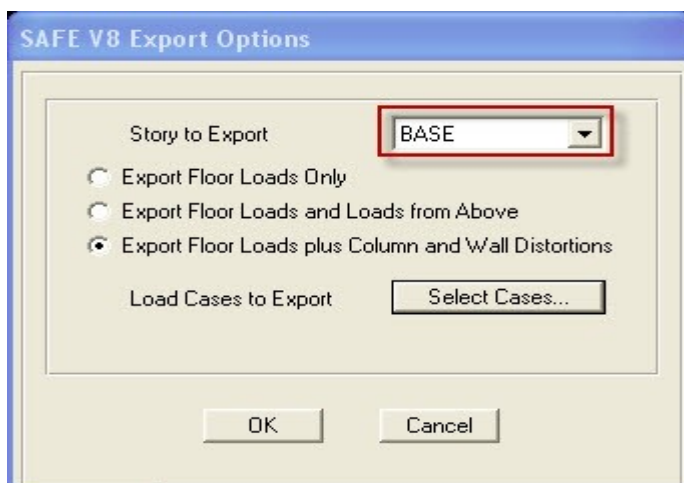 SAFE V8 Export Options
Story to Export BASE
Export Floor Loads Only
Export Floor Loads and Loads from Above
Export Floor Loads plus Column and Wall Distortions
Load Cases to Export Select Cases...
OK Cancel